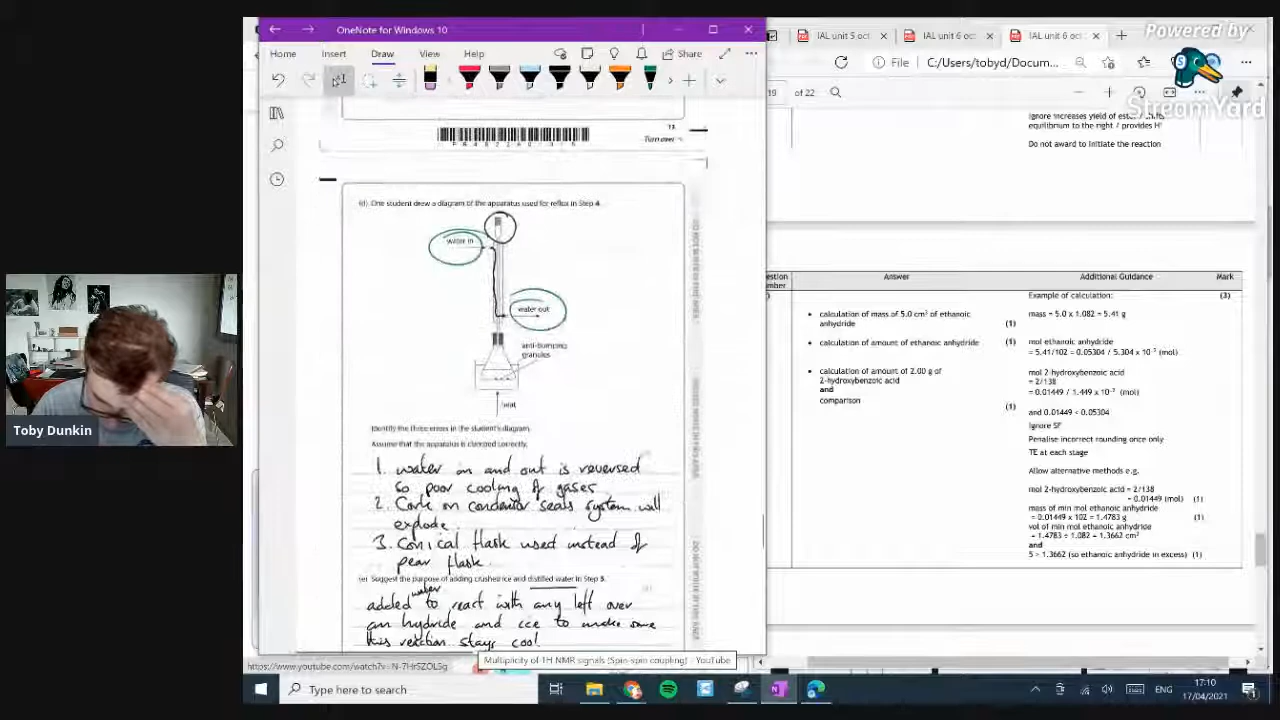 OneNote for Windows 10
Home Insert Draw View Help Share
13
Turn over
(d) One student drew a diagram of the apparatus used for reflux in Step 4.
water in
water out
anti-bumping
granules
heat
Identify the three errors in the student's diagram.
Assume that the apparatus is clamped correctly.
1. water on and out is reversed
so poor cooling of gases
2. Cork on condensor seals system will
explode.
3. Conical flask used instead of
pear flask.
(e) Suggest the purpose of adding crushed ice and distilled water in Step 5.
water
added to react with any left over
an hydride and ice to make sure
this reaction stays cool
https://www.youtube.com/watch?v=N-7HrSZOL5g
Multiplicity of 1H NMR signals (Spin-spin coupling) - YouTube
IAL unit 5 oct
IAL unit 6 oct
IAL unit 6 oct
File C:/Users/tobyd/Docum...
19 of 22
Powered by
StreamYard
equilibrium to the right / provides H⁺
Do not award to initiate the reaction
Answer Additional Guidance Mark
Example of calculation: (3)
calculation of mass of 5.0 cm³ of ethanoic
anhydride (1)
mass = 5.0 x 1.082 = 5.41 g
calculation of amount of ethanoic anhydride (1)
mol ethanoic anhydride
= 5.41/102 = 0.05304 / 5.304 x 10⁻² (mol)
calculation of amount of 2.00 g of
2-hydroxybenzoic acid
and
comparison (1)
mol 2-hydroxybenzoic acid
= 2/138
= 0.01449 / 1.449 x 10⁻² (mol)
and 0.01449 < 0.05304
Ignore SF
Penalise incorrect rounding once only
TE at each stage
Allow alternative methods e.g.
mol 2-hydroxybenzoic acid = 2/138
= 0.01449 (mol) (1)
mass of min mol ethanoic anhydride
= 0.01449 x 102 = 1.4783 g (1)
vol of min mol ethanoic anhydride
= 1.4783 ÷ 1.082 = 1.3662 cm³
and
5 > 1.3662 (so ethanoic anhydride in excess) (1)
Toby Dunkin
Type here to search
ENG
17:10
17/04/2021